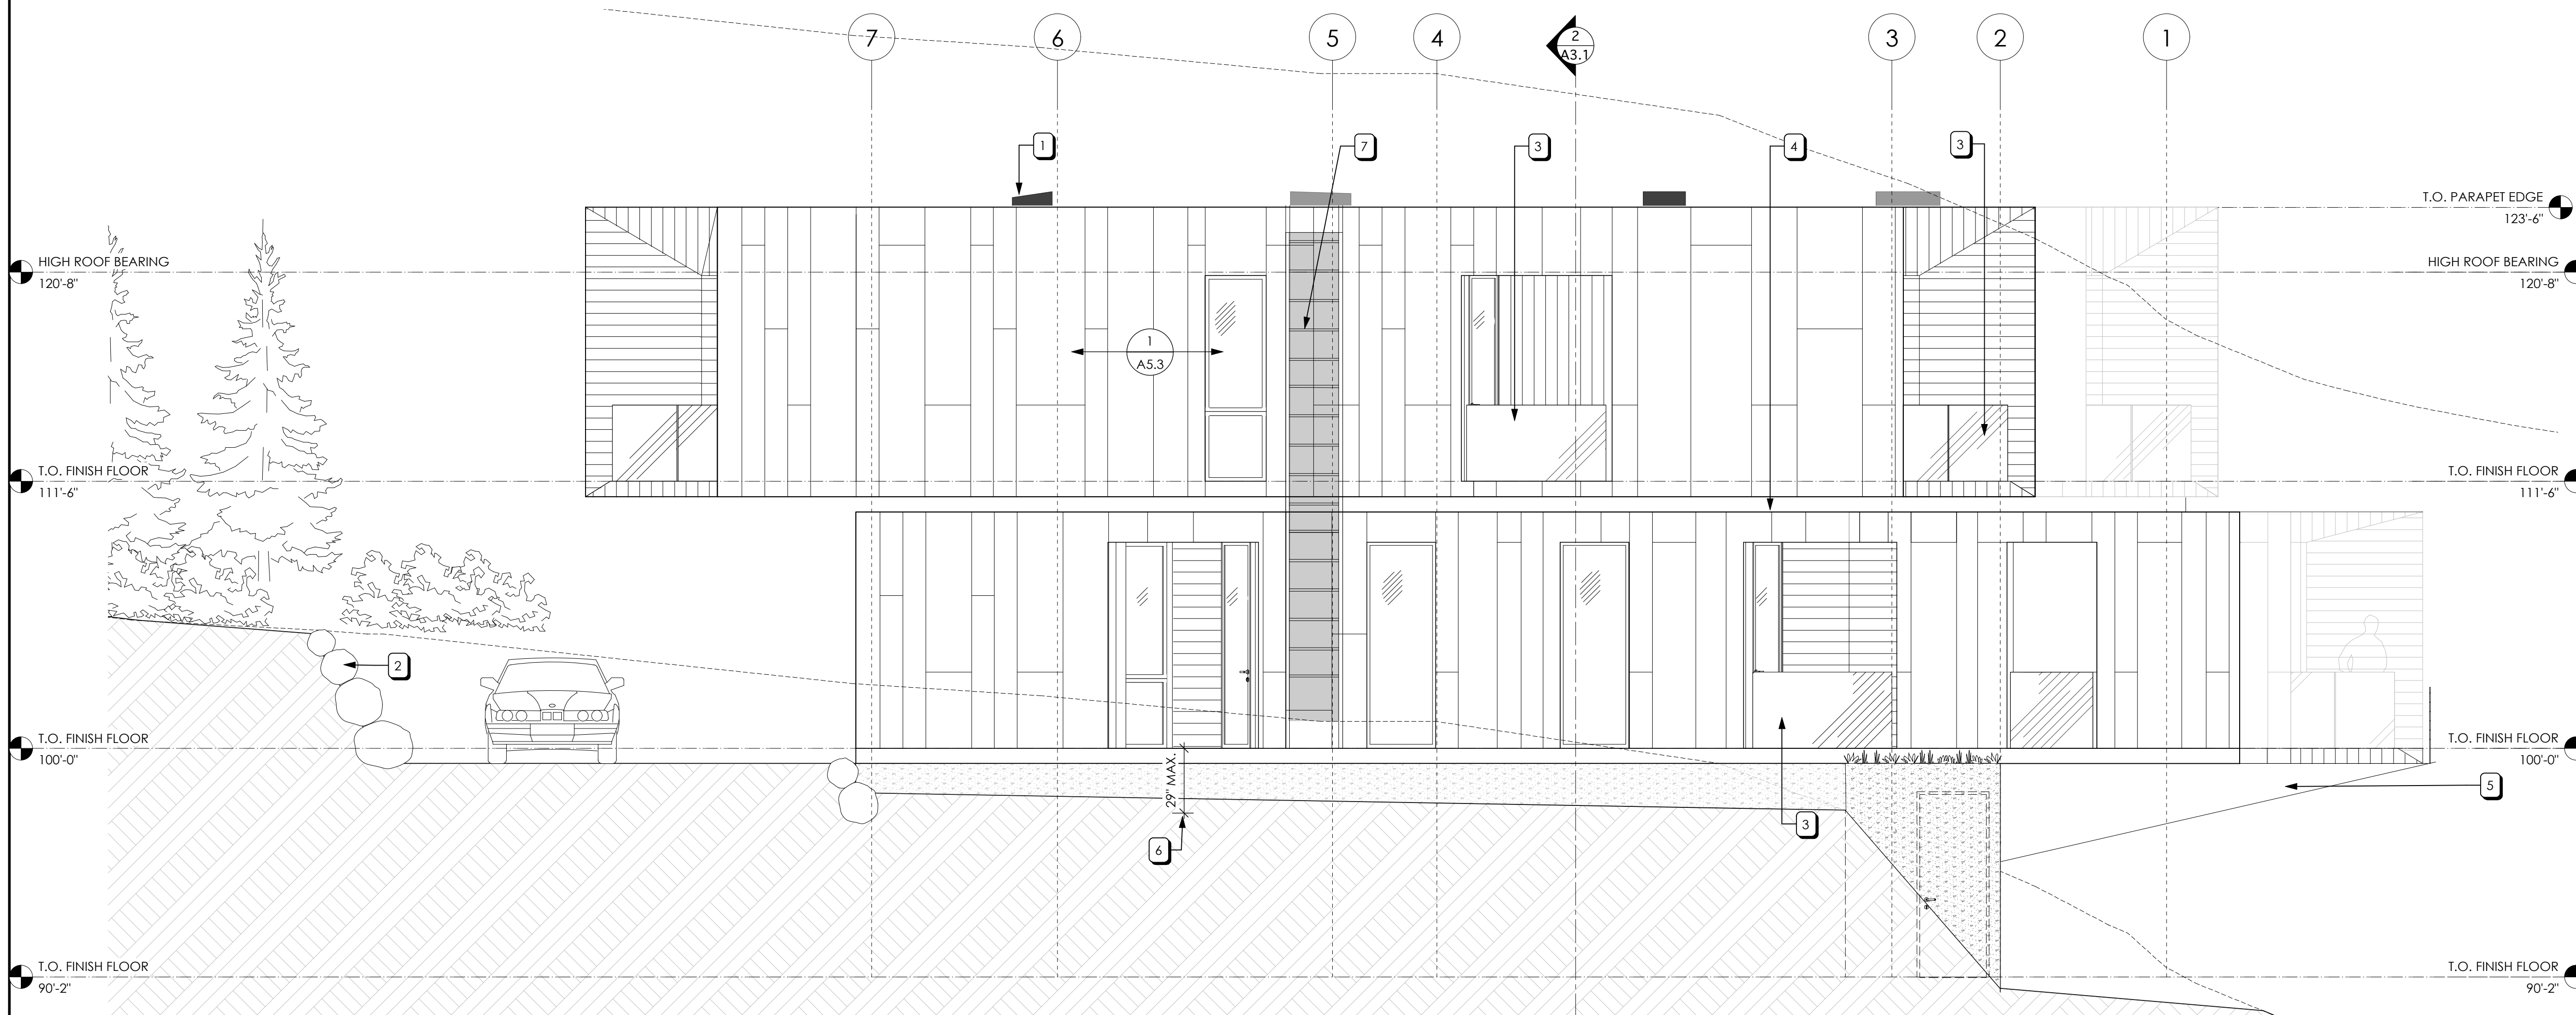 7
6
5
4
2
A3.1
3
2
1
1
7
3
4
3
T.O. PARAPET EDGE
123'-6"
HIGH ROOF BEARING
120'-8"
HIGH ROOF BEARING
120'-8"
1
A5.3
T.O. FINISH FLOOR
111'-6"
T.O. FINISH FLOOR
111'-6"
2
T.O. FINISH FLOOR
100'-0"
T.O. FINISH FLOOR
100'-0"
29" MAX.
5
3
6
T.O. FINISH FLOOR
90'-2"
T.O. FINISH FLOOR
90'-2"